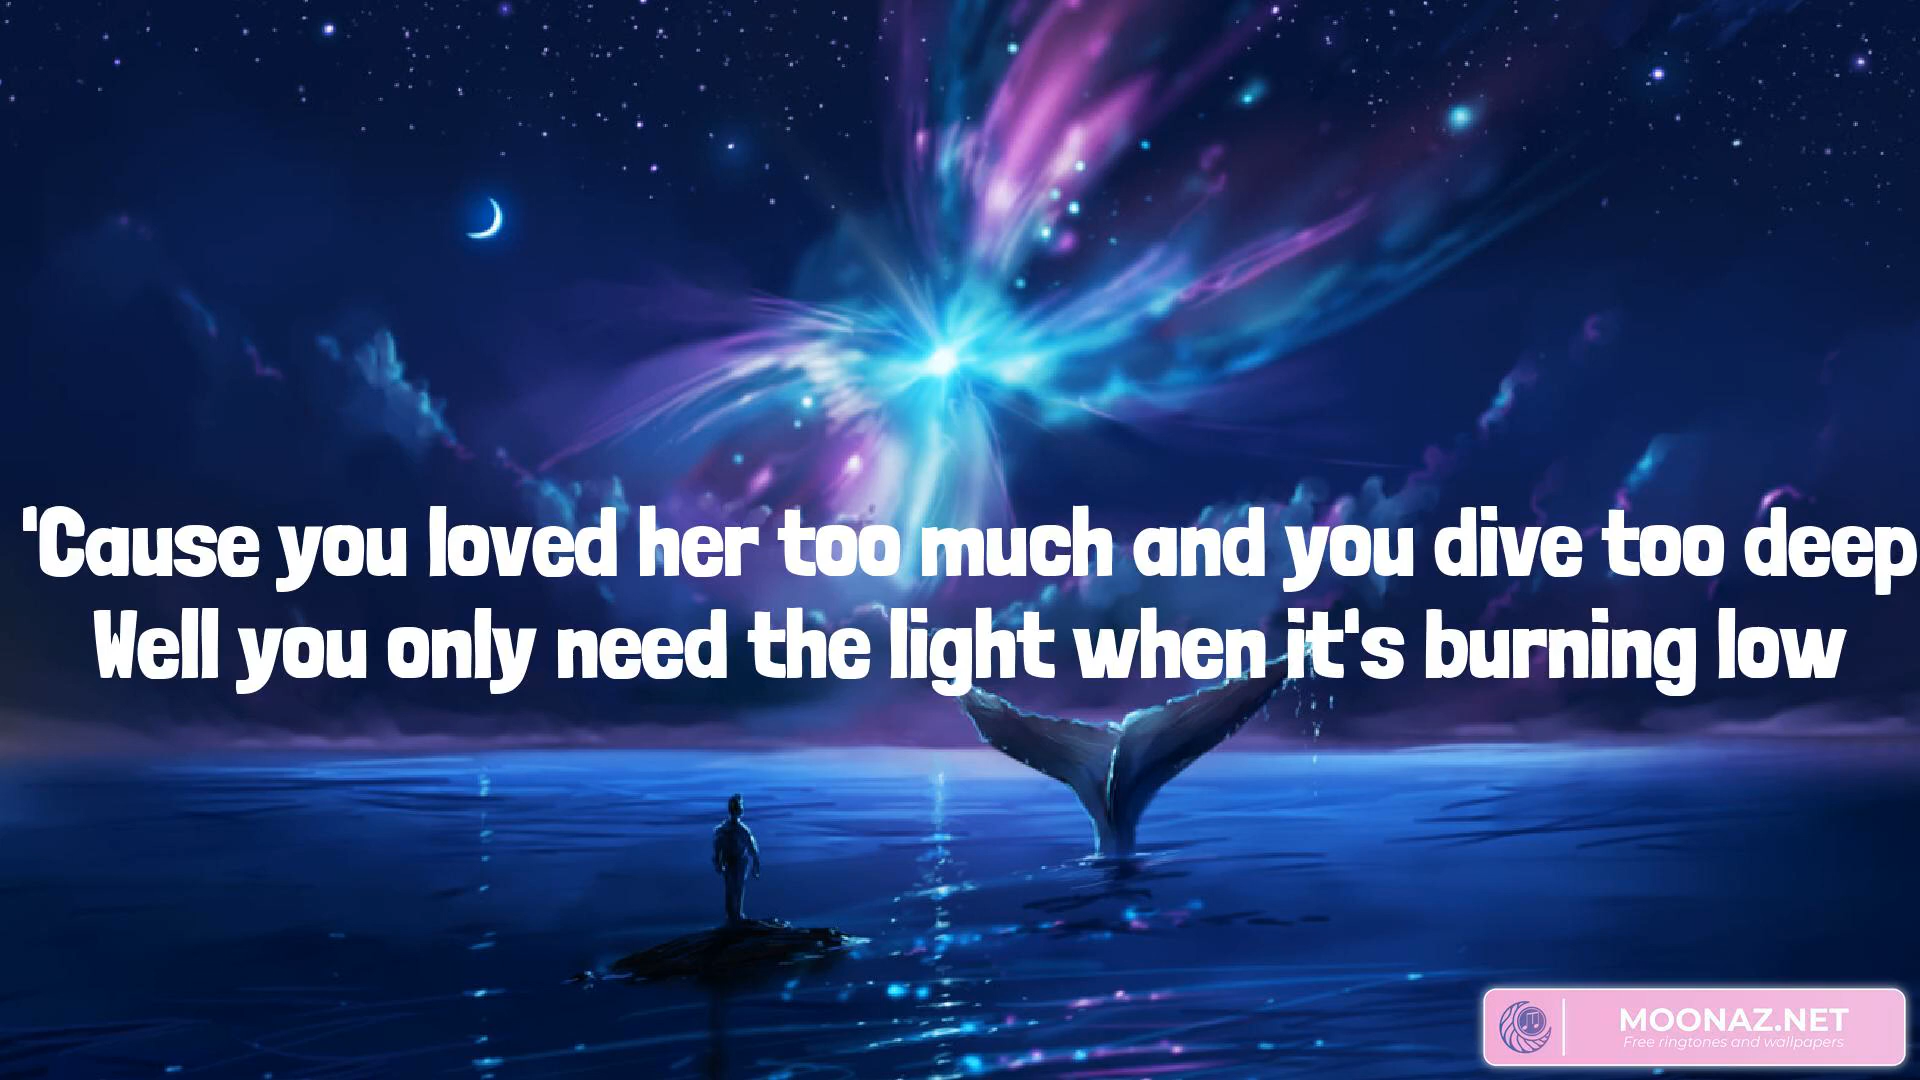 'Cause you loved her too much and you dive too deep
Well you only need the light when it's burning low
MOONAZ.NET
Free ringtones and wallpapers